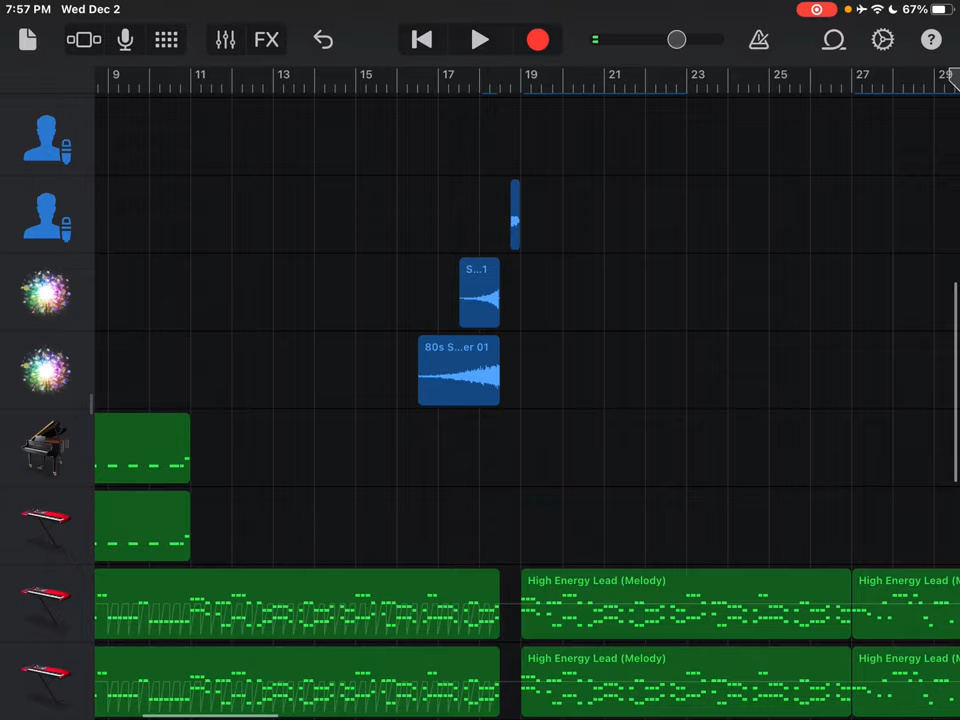 7:57 PM Wed Dec 2 67%
FX ?
9 11 13 15 17 19 21 23 25 27 29
S...1
80s S...er 01
High Energy Lead (Melody) High Energy Lead (M
High Energy Lead (Melody) High Energy Lead (M